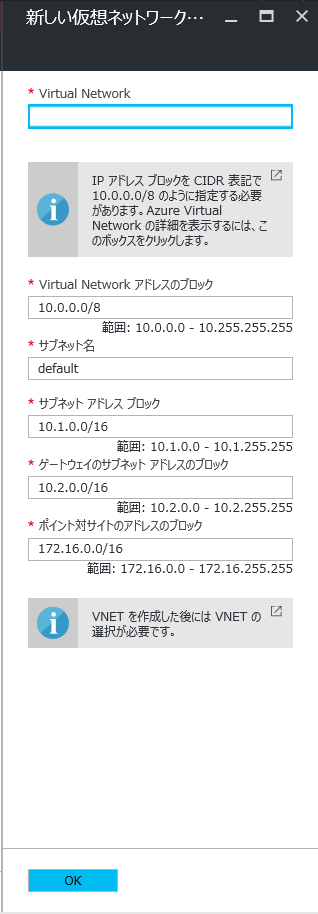 新しい仮想ネットワーク…
* Virtual Network
IP アドレス ブロックを CIDR 表記で
10.0.0.0/8 のように指定する必要
があります。Azure Virtual
Network の詳細を表示するには、こ
のボックスをクリックします。
* Virtual Network アドレスのブロック
10.0.0.0/8
範囲: 10.0.0.0 - 10.255.255.255
* サブネット名
default
* サブネット アドレス ブロック
10.1.0.0/16
範囲: 10.1.0.0 - 10.1.255.255
* ゲートウェイのサブネット アドレスのブロック
10.2.0.0/16
範囲: 10.2.0.0 - 10.2.255.255
* ポイント対サイトのアドレスのブロック
172.16.0.0/16
範囲: 172.16.0.0 - 172.16.255.255
VNET を作成した後には VNET の
選択が必要です。
OK